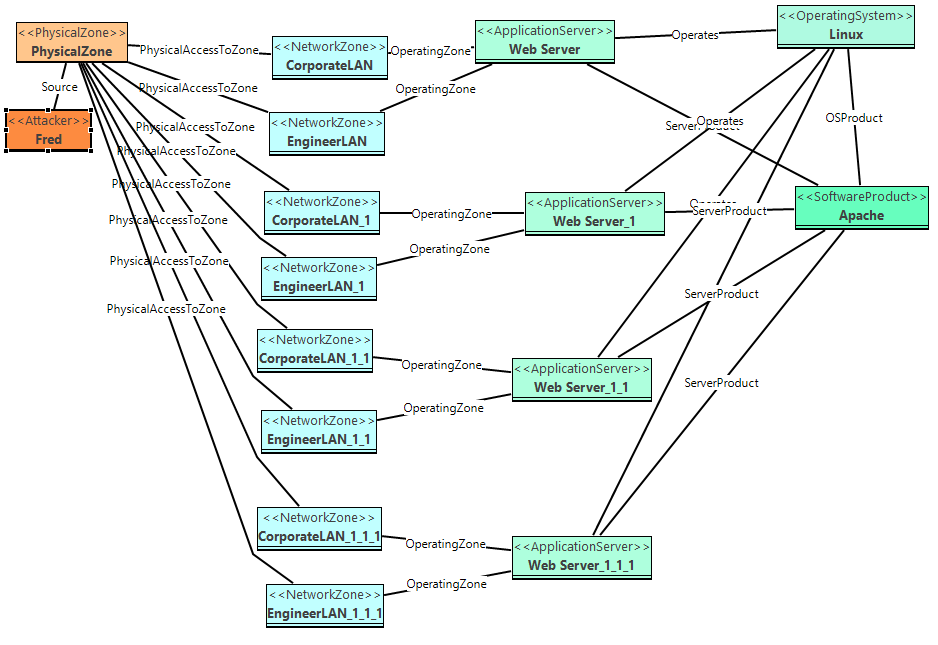 <<PhysicalZone>>
PhysicalZone
<<NetworkZone>>
CorporateLAN
<<ApplicationServer>>
Web Server
<<OperatingSystem>>
Linux
PhysicalAccessToZone
OperatingZone
Operates
Source
PhysicalAccessToZone
OperatingZone
<<Attacker>>
Fred
<<NetworkZone>>
EngineerLAN
PhysicalAccessToZone
Operates
OSProduct
PhysicalAccessToZone
PhysicalAccessToZone
<<NetworkZone>>
CorporateLAN_1
OperatingZone
<<ApplicationServer>>
Web Server_1
ServerProduct
<<SoftwareProduct>>
Apache
PhysicalAccessToZone
OperatingZone
PhysicalAccessToZone
<<NetworkZone>>
EngineerLAN_1
ServerProduct
PhysicalAccessToZone
<<NetworkZone>>
CorporateLAN_1_1
OperatingZone
<<ApplicationServer>>
Web Server_1_1
ServerProduct
OperatingZone
<<NetworkZone>>
EngineerLAN_1_1
<<NetworkZone>>
CorporateLAN_1_1_1
OperatingZone
<<ApplicationServer>>
Web Server_1_1_1
OperatingZone
<<NetworkZone>>
EngineerLAN_1_1_1